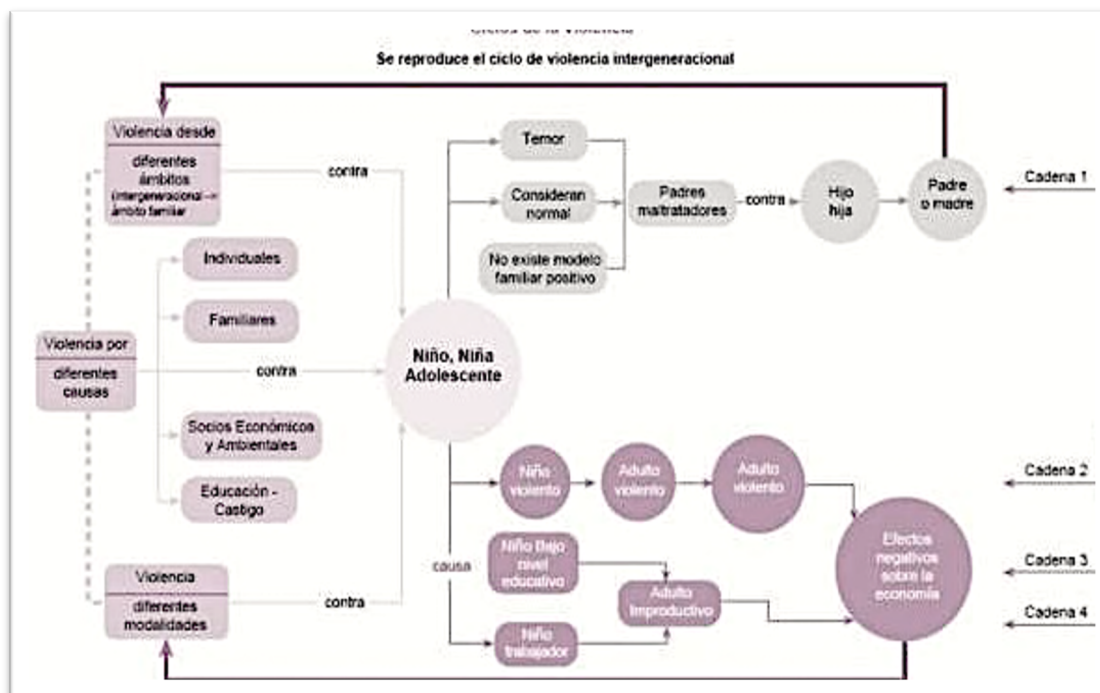 Ciclos de la Violencia
Se reproduce el ciclo de violencia intergeneracional
Violencia desde
diferentes
ámbitos
(intergeneracional →
ámbito familiar
contra
Temor
Consideran
normal
No existe modelo
familiar positivo
Padres
maltratadores
contra
Hijo
hija
Padre
o madre
Cadena 1
Individuales
Familiares
Violencia por
diferentes
causas
contra
Niño, Niña
Adolescente
Socios Económicos
y Ambientales
Educación -
Castigo
Violencia
diferentes
modalidades
contra
causa
Niño
violento
Adulto
violento
Adulto
violento
Cadena 2
Niño Bajo
nivel
educativo
Adulto
Improductivo
Niño
trabajador
Efectos
negativos
sobre la
economía
Cadena 3
Cadena 4